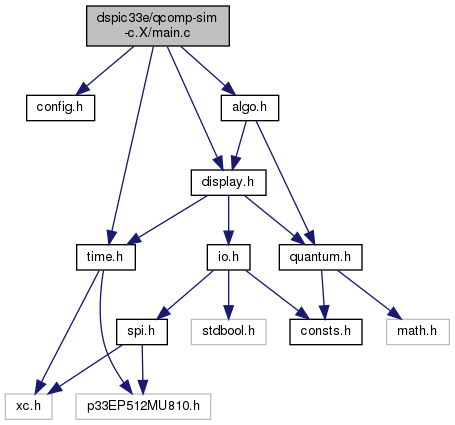 dspic33e/qcomp-sim
-c.X/main.c
config.h
algo.h
display.h
time.h
io.h
quantum.h
spi.h
stdbool.h
consts.h
math.h
xc.h
p33EP512MU810.h